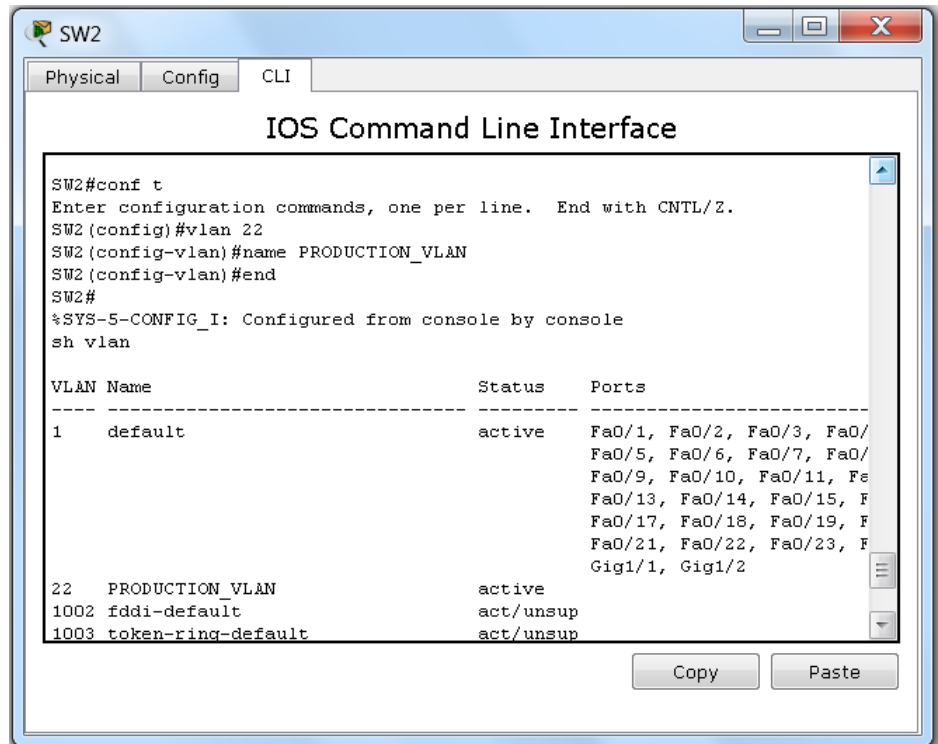 SW2
Physical Config CLI
IOS Command Line Interface
SW2#conf t
Enter configuration commands, one per line.  End with CNTL/Z.
SW2(config)#vlan 22
SW2(config-vlan)#name PRODUCTION_VLAN
SW2(config-vlan)#end
SW2#
%SYS-5-CONFIG_I: Configured from console by console
sh vlan
VLAN Name                             Status    Ports
---- -------------------------------- --------- -------------------------
1    default                          active    Fa0/1, Fa0/2, Fa0/3, Fa0/
Fa0/5, Fa0/6, Fa0/7, Fa0/
Fa0/9, Fa0/10, Fa0/11, Fa
Fa0/13, Fa0/14, Fa0/15, F
Fa0/17, Fa0/18, Fa0/19, F
Fa0/21, Fa0/22, Fa0/23, F
Gig1/1, Gig1/2
22   PRODUCTION_VLAN                  active
1002 fddi-default                     act/unsup
1003 token-ring-default               act/unsup
Copy Paste